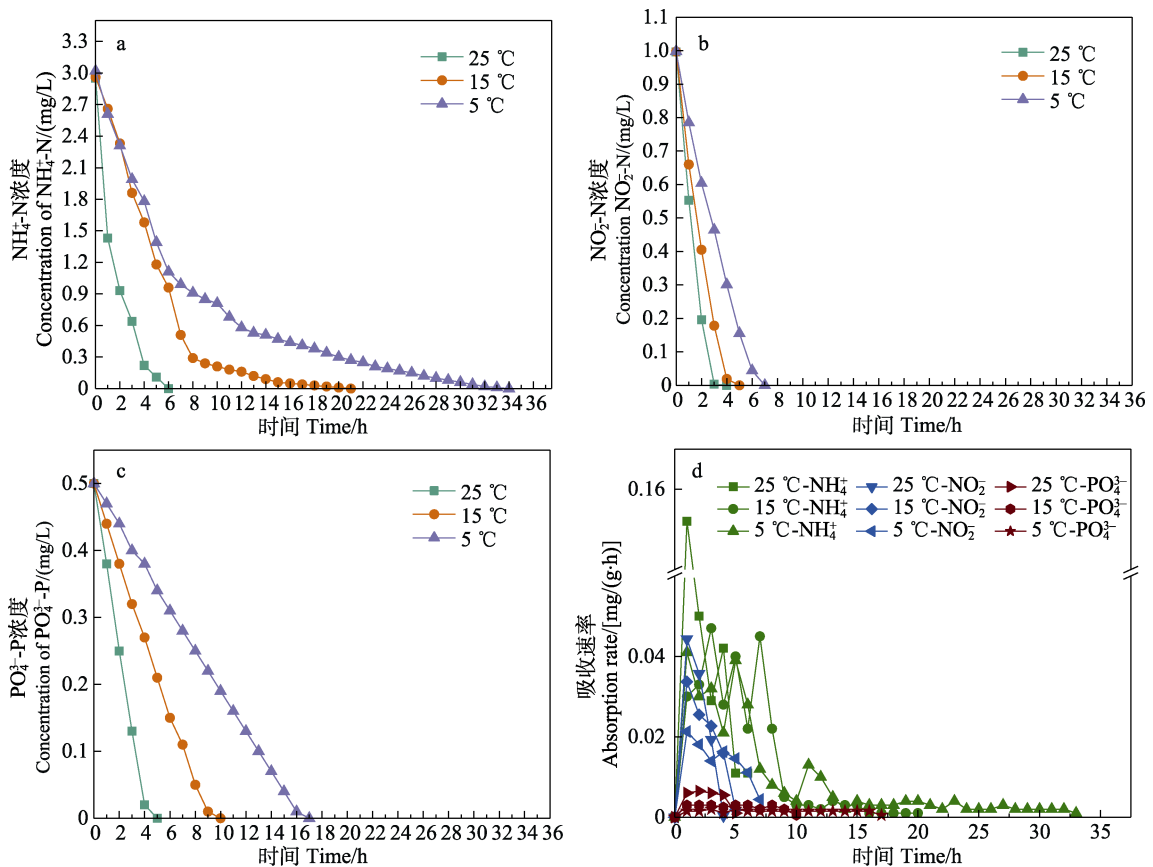 a
3.3
3.0
2.7
2.4
2.1
1.8
1.5
1.2
0.9
0.6
0.3
0
25 ℃
15 ℃
5 ℃
NH₄⁺-N浓度
Concentration of NH₄⁺-N/(mg/L)
0 2 4 6 8 10 12 14 16 18 20 22 24 26 28 30 32 34 36
时间 Time/h
b
1.1
1.0
0.9
0.8
0.7
0.6
0.5
0.4
0.3
0.2
0.1
0
25 ℃
15 ℃
5 ℃
NO₂⁻-N浓度
Concentration NO₂⁻-N/(mg/L)
0 2 4 6 8 10 12 14 16 18 20 22 24 26 28 30 32 34 36
时间 Time/h
c
0.5
0.4
0.3
0.2
0.1
0
25 ℃
15 ℃
5 ℃
PO₄³⁻-P浓度
Concentration of PO₄³⁻-P/(mg/L)
0 2 4 6 8 10 12 14 16 18 20 22 24 26 28 30 32 34 36
时间 Time/h
d
0.16
0.04
0.02
0
25 ℃-NH₄⁺ 25 ℃-NO₂⁻ 25 ℃-PO₄³⁻
15 ℃-NH₄⁺ 15 ℃-NO₂⁻ 15 ℃-PO₄³⁻
5 ℃-NH₄⁺ 5 ℃-NO₂⁻ 5 ℃-PO₄³⁻
吸收速率
Absorption rate/[mg/(g·h)]
0 5 10 15 20 25 30 35
时间 Time/h